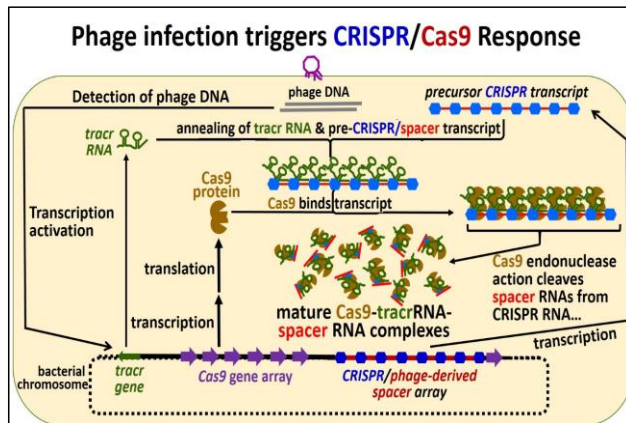 Phage infection triggers CRISPR/Cas9 Response
Detection of phage DNA
phage DNA
precursor CRISPR transcript
tracr
RNA
annealing of tracr RNA & pre-CRISPR/spacer transcript
Cas9
protein
Cas9 binds transcript
Transcription
activation
translation
transcription
mature Cas9-tracrRNA-
spacer RNA complexes
Cas9 endonuclease
action cleaves
spacer RNAs from
CRISPR RNA...
transcription
bacterial
chromosome
tracr
gene
Cas9 gene array
CRISPR/phage-derived
spacer array